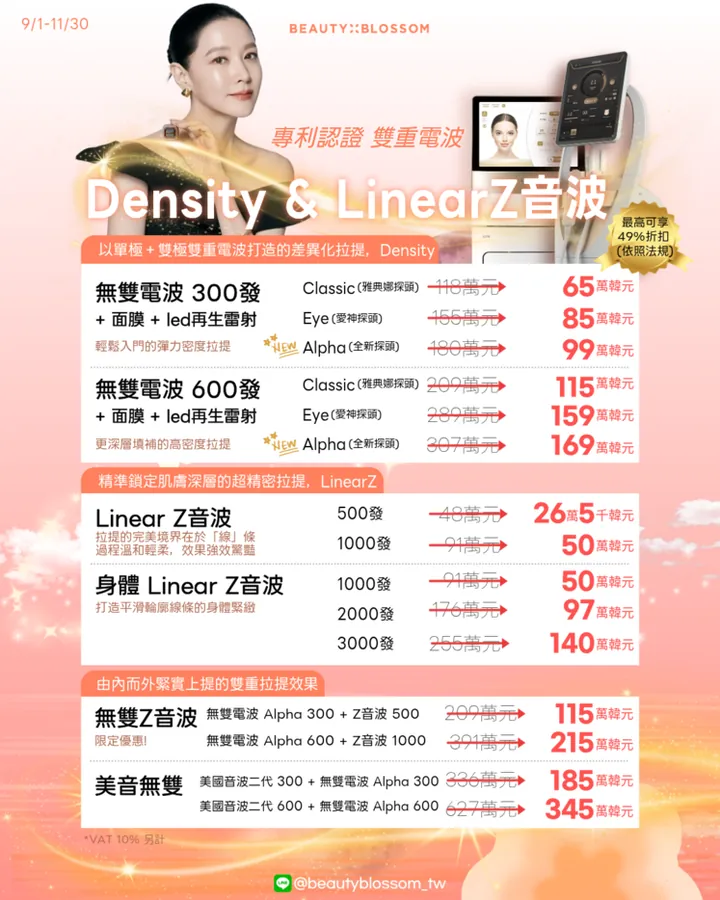 9/1-11/30
BEAUTY BLOSSOM
專利認證 雙重電波
Density & LinearZ音波
最高可享
49%折扣
(依照法規)
以單極 + 雙極雙重電波打造的差異化拉提, Density
無雙電波 300發
+ 面膜 + led再生雷射
輕鬆入門的彈力密度拉提
Classic (雅典娜探頭) 118萬元 65萬韓元
Eye (愛神探頭) 155萬元 85萬韓元
NEW Alpha (全新探頭) 180萬元 99萬韓元
無雙電波 600發
+ 面膜 + led再生雷射
更深層填補的高密度拉提
Classic (雅典娜探頭) 209萬元 115萬韓元
Eye (愛神探頭) 289萬元 159萬韓元
NEW Alpha (全新探頭) 307萬元 169萬韓元
精準鎖定肌膚深層的超精密拉提, LinearZ
Linear Z音波
拉提的完美境界在於「線」條
過程溫和輕柔, 效果強效驚豔
500發 48萬元 26萬5千韓元
1000發 91萬元 50萬韓元
身體 Linear Z音波
打造平滑輪廓線條的身體緊緻
1000發 91萬元 50萬韓元
2000發 176萬元 97萬韓元
3000發 255萬元 140萬韓元
由內而外緊實上提的雙重拉提效果
無雙Z音波
限定優惠!
無雙電波 Alpha 300 + Z音波 500 209萬元 115萬韓元
無雙電波 Alpha 600 + Z音波 1000 391萬元 215萬韓元
美音無雙
美國音波二代 300 + 無雙電波 Alpha 300 336萬元 185萬韓元
美國音波二代 600 + 無雙電波 Alpha 600 627萬元 345萬韓元
*VAT 10% 另計
LINE @beautyblossom_tw